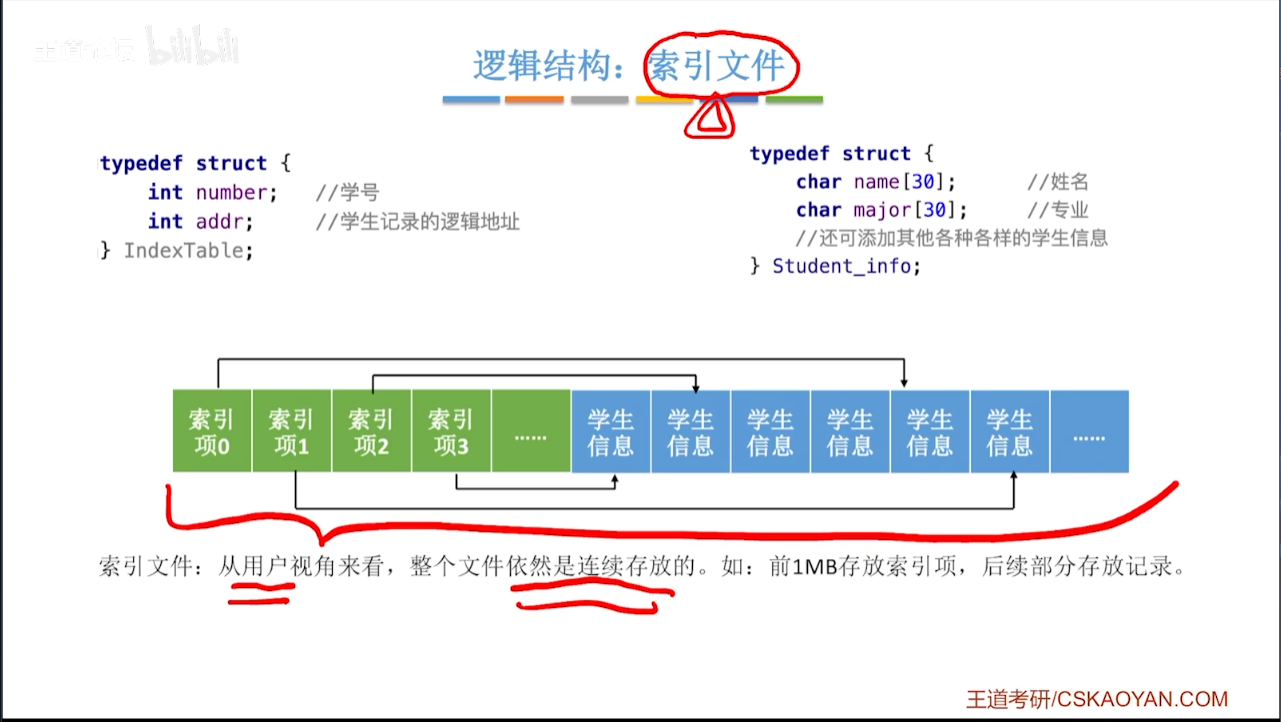 王道论坛 bilibili
逻辑结构：索引文件
typedef struct {
int number; //学号
int addr; //学生记录的逻辑地址
} IndexTable;
typedef struct {
char name[30]; //姓名
char major[30]; //专业
//还可添加其他各种各样的学生信息
} Student_info;
索引项0 索引项1 索引项2 索引项3 …… 学生信息 学生信息 学生信息 学生信息 学生信息 学生信息 ……
索引文件：从用户视角来看，整个文件依然是连续存放的。如：前1MB存放索引项，后续部分存放记录。
王道考研/CSKAOYAN.COM